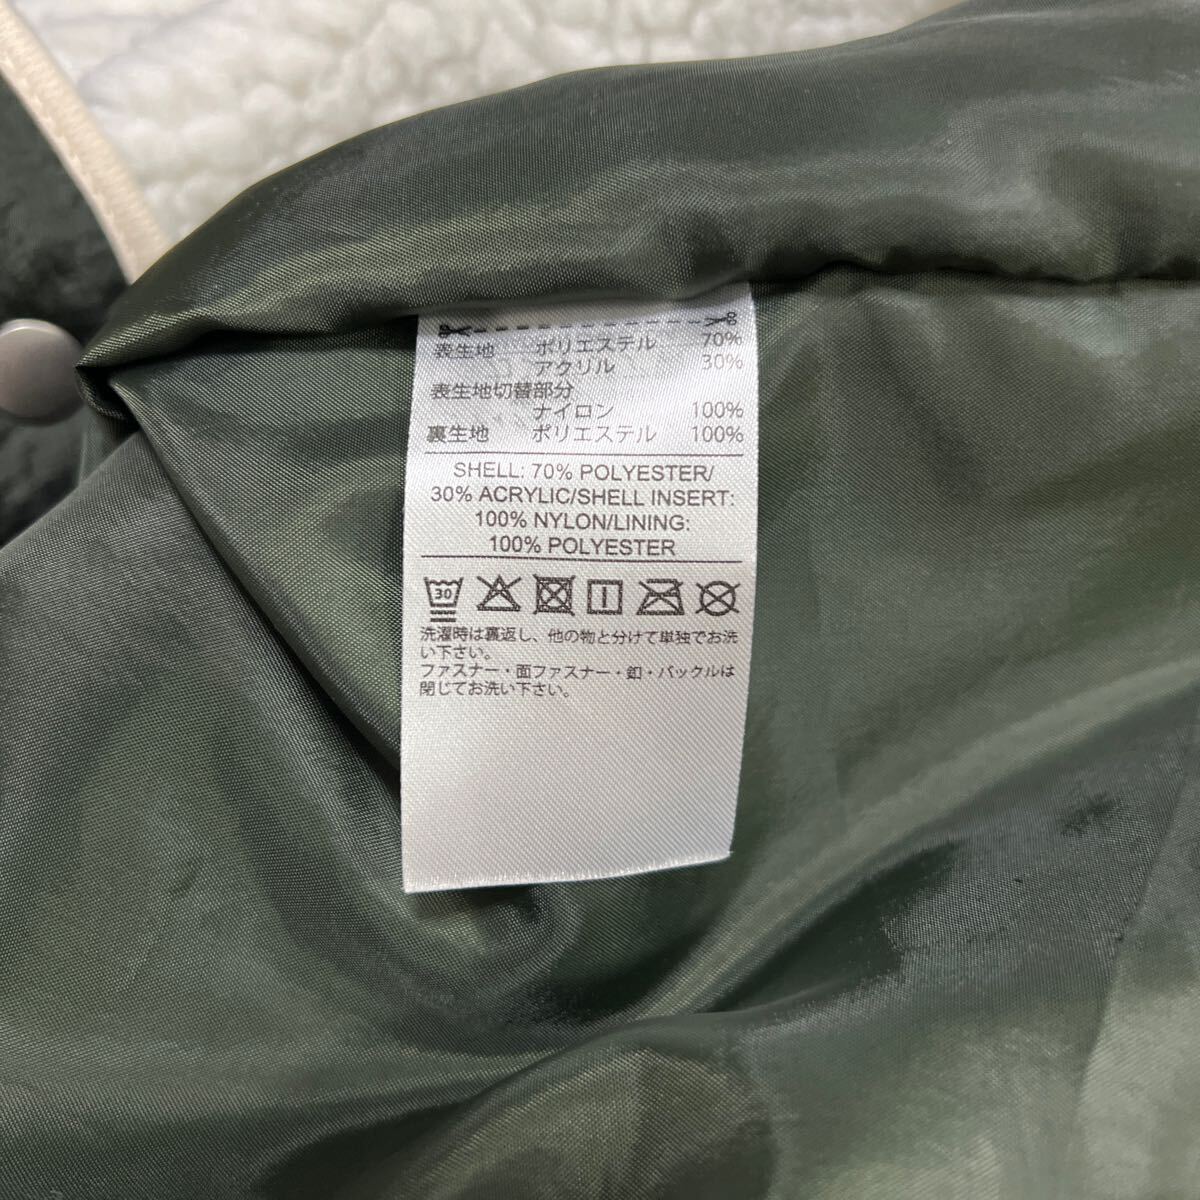 表生地 ポリエステル 70%
アクリル 30%
表生地切替部分
ナイロン 100%
裏生地 ポリエステル 100%
SHELL: 70% POLYESTER/
30% ACRYLIC/SHELL INSERT:
100% NYLON/LINING:
100% POLYESTER
30
洗濯時は裏返し、他の物と分けて単独でお洗
い下さい。
ファスナー・面ファスナー・釦・バックルは
閉じてお洗い下さい。